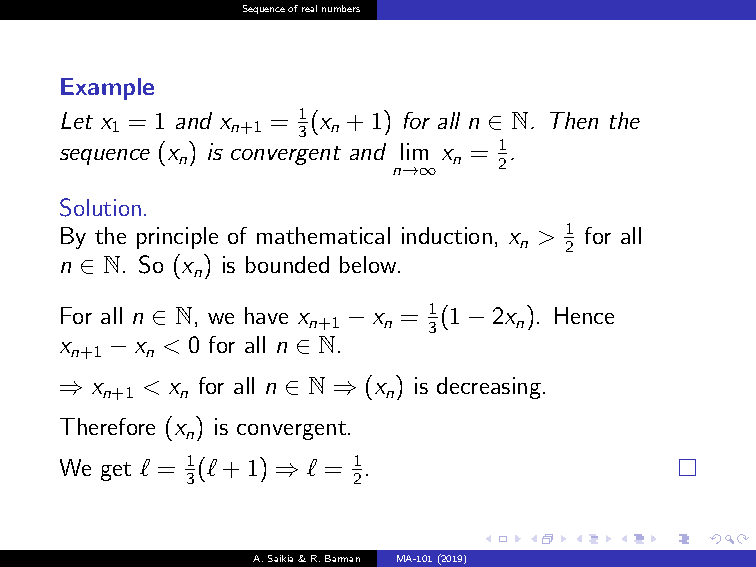 Sequence of real numbers
Example
Let x₁ = 1 and xₙ₊₁ = 1/3(xₙ + 1) for all n ∈ ℕ. Then the
sequence (xₙ) is convergent and lim_{n→∞} xₙ = 1/2.
Solution.
By the principle of mathematical induction, xₙ > 1/2 for all
n ∈ ℕ. So (xₙ) is bounded below.
For all n ∈ ℕ, we have xₙ₊₁ − xₙ = 1/3(1 − 2xₙ). Hence
xₙ₊₁ − xₙ < 0 for all n ∈ ℕ.
⇒ xₙ₊₁ < xₙ for all n ∈ ℕ ⇒ (xₙ) is decreasing.
Therefore (xₙ) is convergent.
We get ℓ = 1/3(ℓ + 1) ⇒ ℓ = 1/2. □
A. Saikia & R. Barman MA-101 (2019)